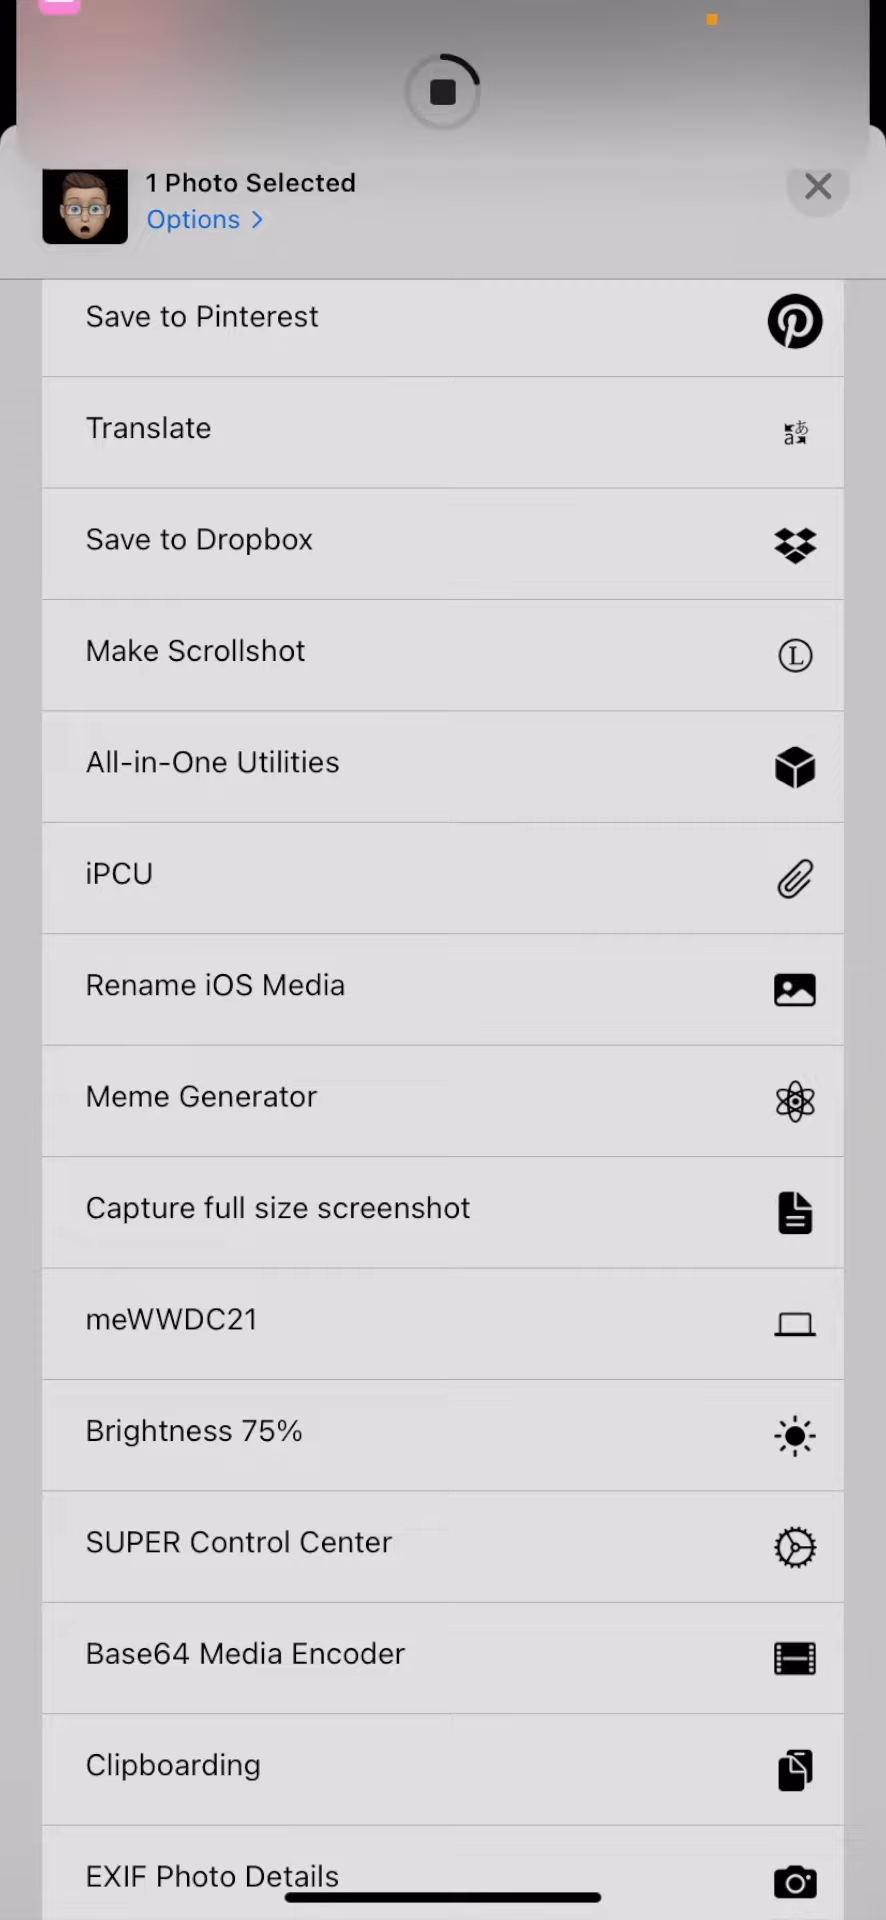 1 Photo Selected
Options >
Save to Pinterest
Translate
Save to Dropbox
Make Scrollshot
All-in-One Utilities
iPCU
Rename iOS Media
Meme Generator
Capture full size screenshot
meWWDC21
Brightness 75%
SUPER Control Center
Base64 Media Encoder
Clipboarding
EXIF Photo Details